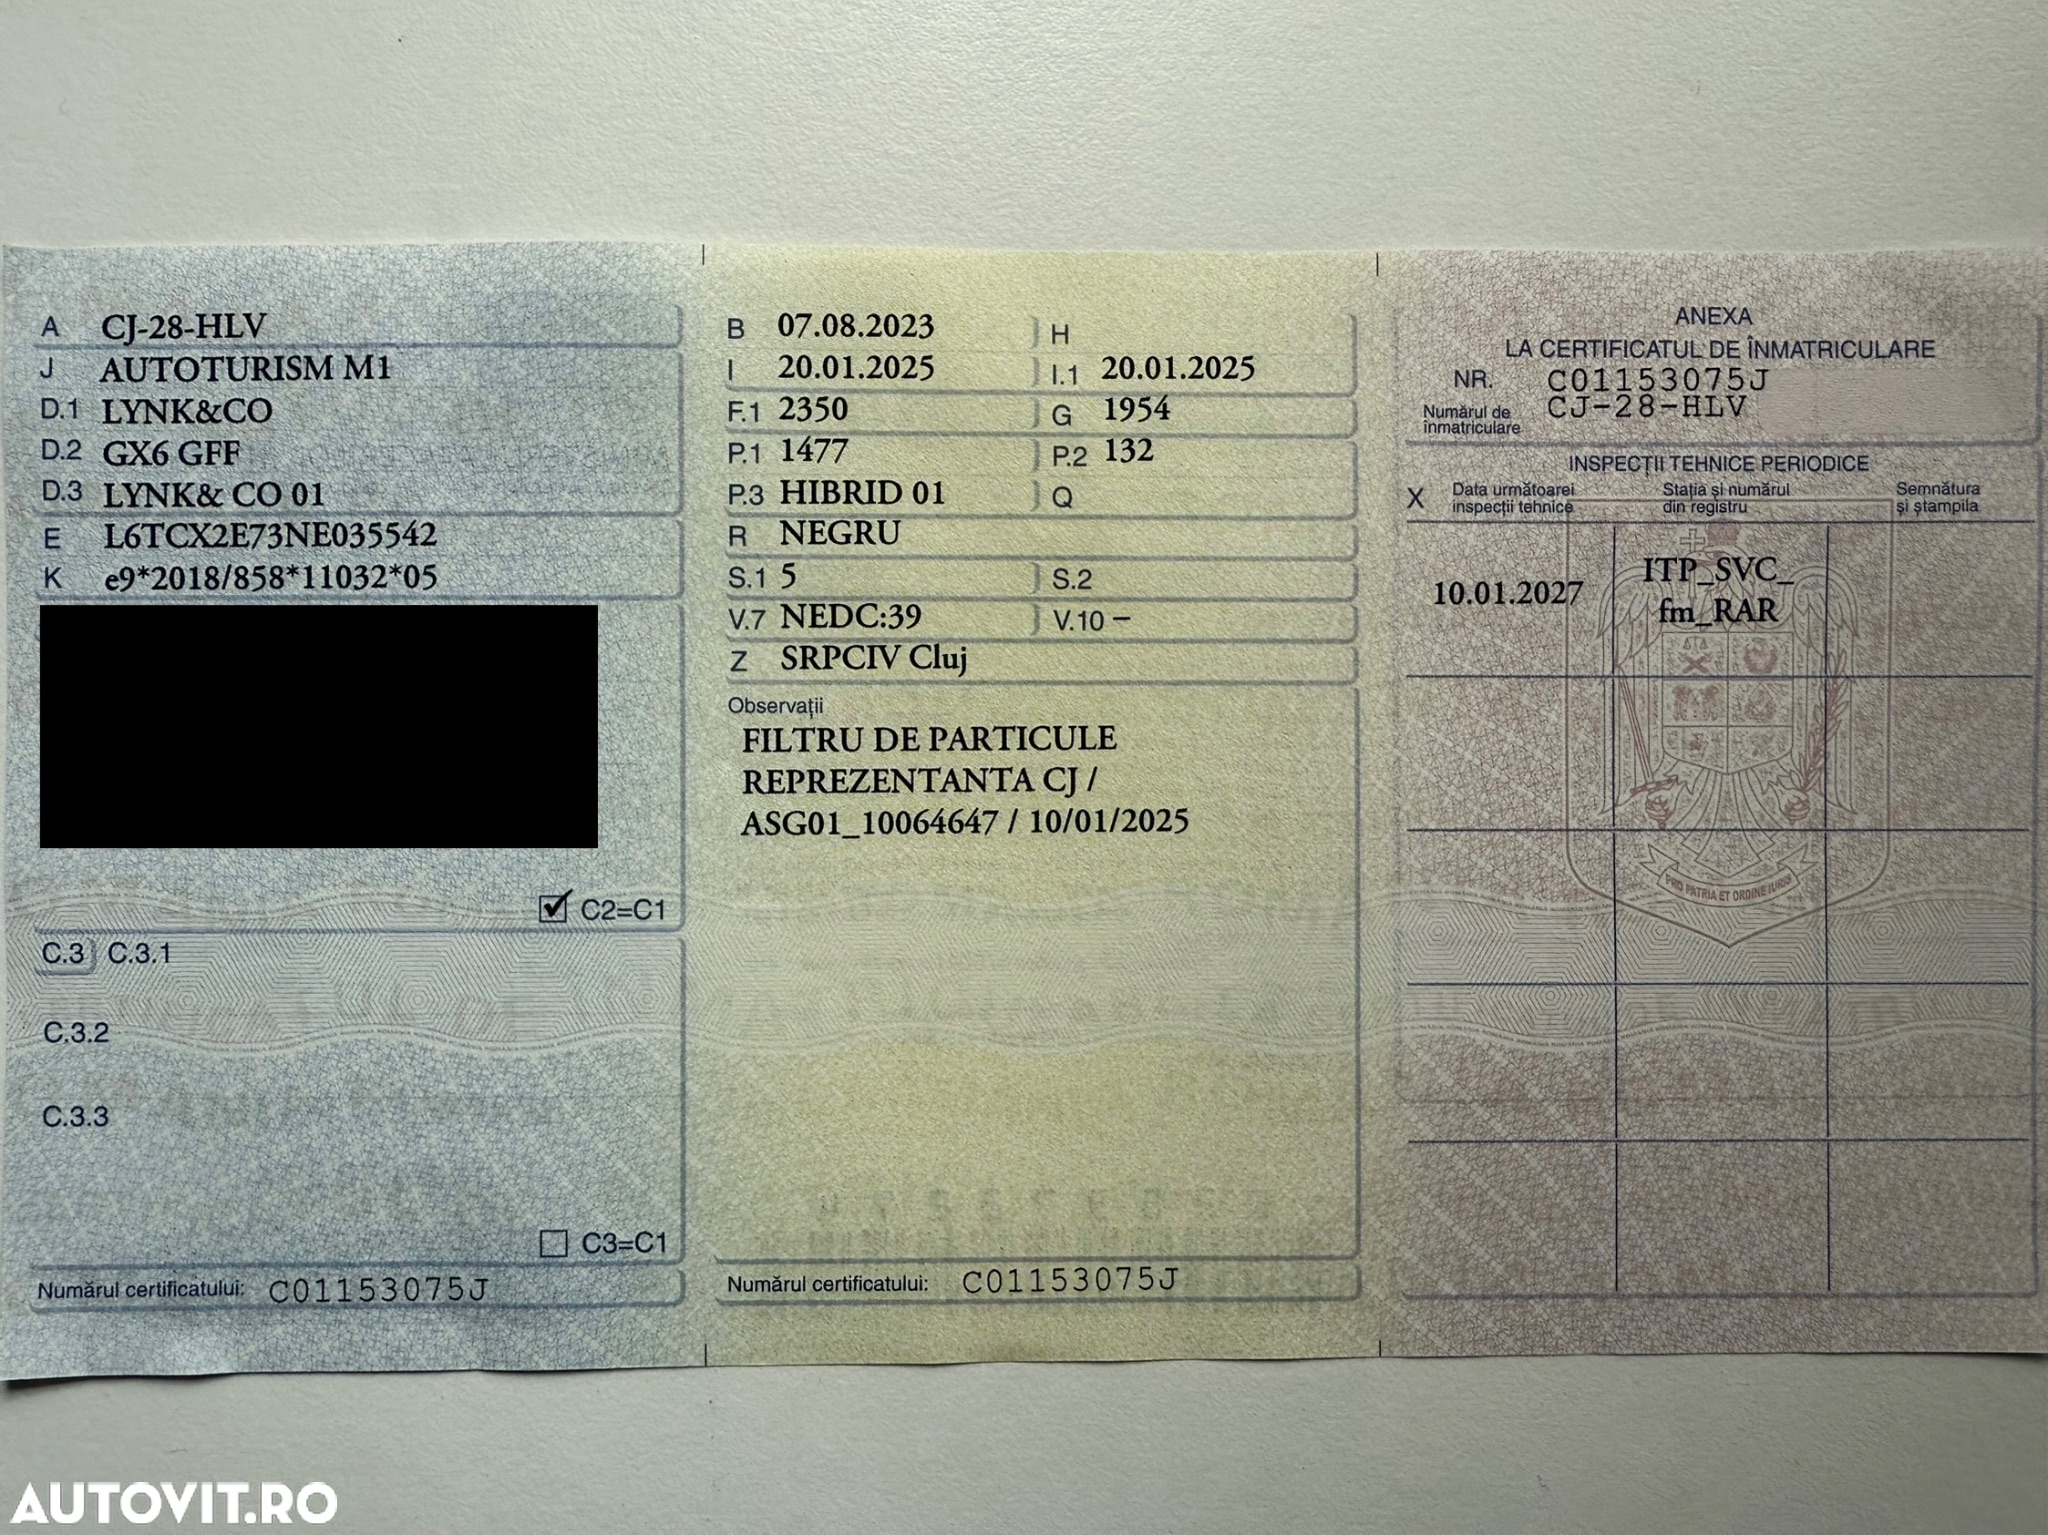 A CJ-28-HLV
J AUTOTURISM M1
D.1 LYNK&CO
D.2 GX6 GFF
D.3 LYNK& CO 01
E L6TCX2E73NE035542
K e9*2018/858*11032*05
C2=C1
C.3 C.3.1
C.3.2
C.3.3
C3=C1
Numărul certificatului: C01153075J
B 07.08.2023 H
I 20.01.2025 I.1 20.01.2025
F.1 2350 G 1954
P.1 1477 P.2 132
P.3 HIBRID 01 Q
R NEGRU
S.1 5 S.2
V.7 NEDC:39 V.10 –
Z SRPCIV Cluj
Observații
FILTRU DE PARTICULE
REPREZENTANTA CJ /
ASG01_10064647 / 10/01/2025
Numărul certificatului: C01153075J
ANEXA
LA CERTIFICATUL DE ÎNMATRICULARE
NR. C01153075J
Numărul de
înmatriculare CJ-28-HLV
INSPECȚII TEHNICE PERIODICE
X Data următoarei Stația și numărul Semnătura
inspecții tehnice din registru și ștampila
10.01.2027 ITP_SVC_
fm_RAR
PRO PATRIA ET ORDINE IURIS
AUTOVIT.RO